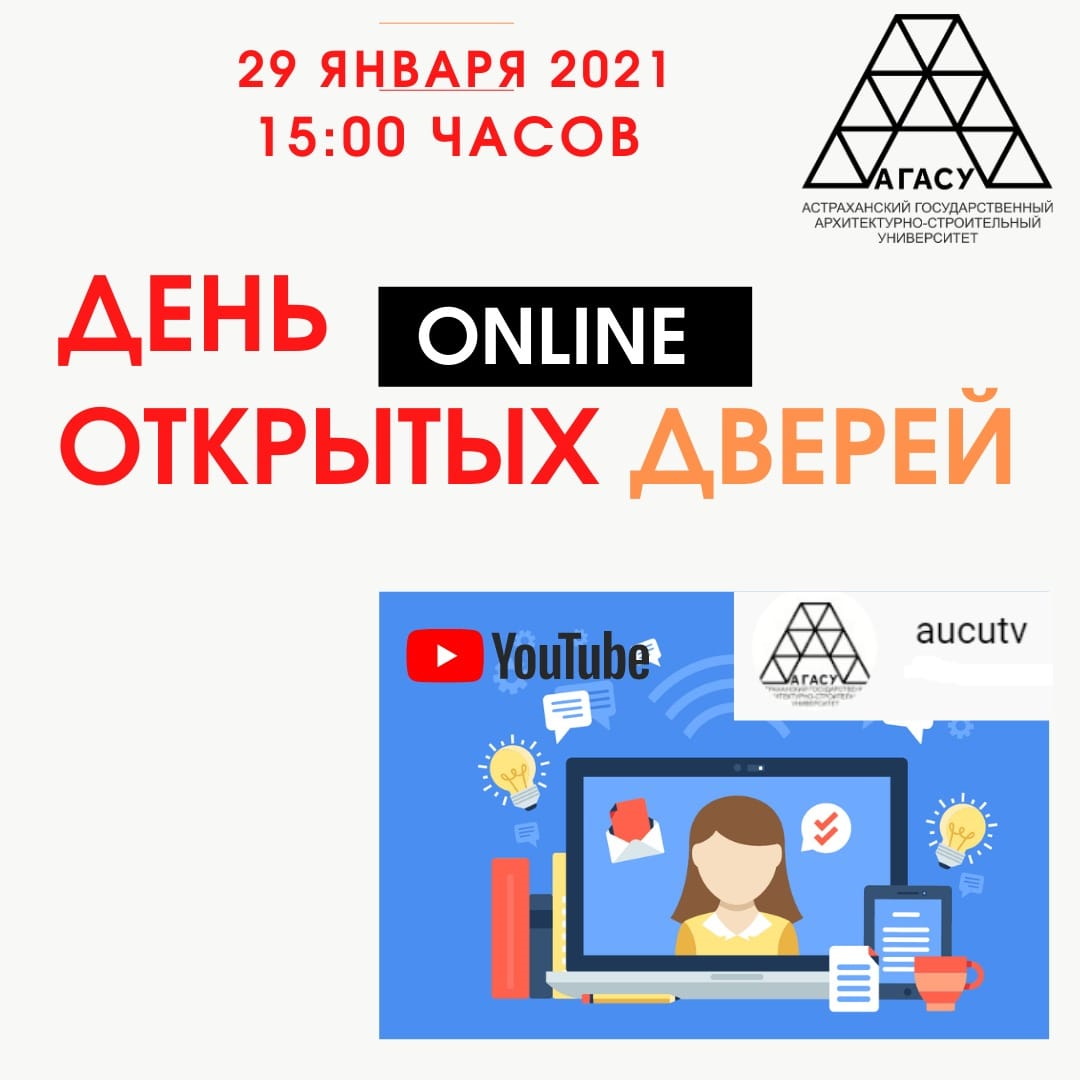 29 ЯНВАРЯ 2021
15:00 ЧАСОВ
АГАСУ
АСТРАХАНСКИЙ ГОСУДАРСТВЕННЫЙ
АРХИТЕКТУРНО-СТРОИТЕЛЬНЫЙ
УНИВЕРСИТЕТ
ДЕНЬ
ONLINE
ОТКРЫТЫХ ДВЕРЕЙ
YouTube
АГАСУ
УНИВЕРСИТЕТ
aucutv